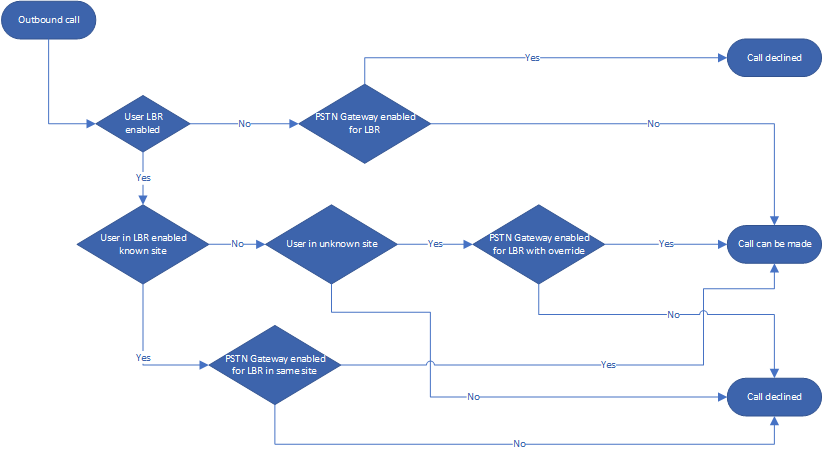 Outbound call
Yes
Call declined
User LBR
enabled
No
PSTN Gateway enabled
for LBR
No
Yes
User in LBR enabled
known site
No
User in unknown site
Yes
PSTN Gateway enabled
for LBR with override
Yes
Call can be made
No
Yes
PSTN Gateway enabled
for LBR in same site
Yes
No
Call declined
No